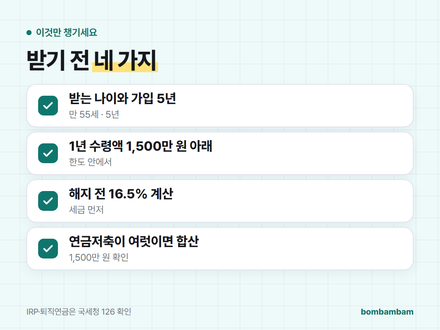 이것만 챙기세요
받기 전 네 가지
받는 나이와 가입 5년
만 55세 · 5년
1년 수령액 1,500만 원 아래
한도 안에서
해지 전 16.5% 계산
세금 먼저
연금저축이 여럿이면 합산
1,500만 원 확인
IRP·퇴직연금은 국세청 126 확인
bombambam